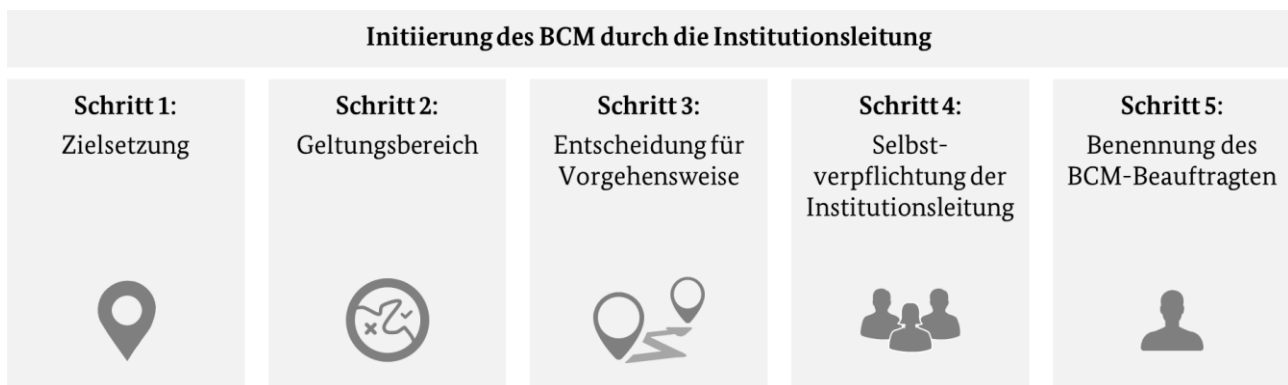 Initiierung des BCM durch die Institutionsleitung
Schritt 1:
Zielsetzung
Schritt 2:
Geltungsbereich
Schritt 3:
Entscheidung für
Vorgehensweise
Schritt 4:
Selbst-
verpflichtung der
Institutionsleitung
Schritt 5:
Benennung des
BCM-Beauftragten